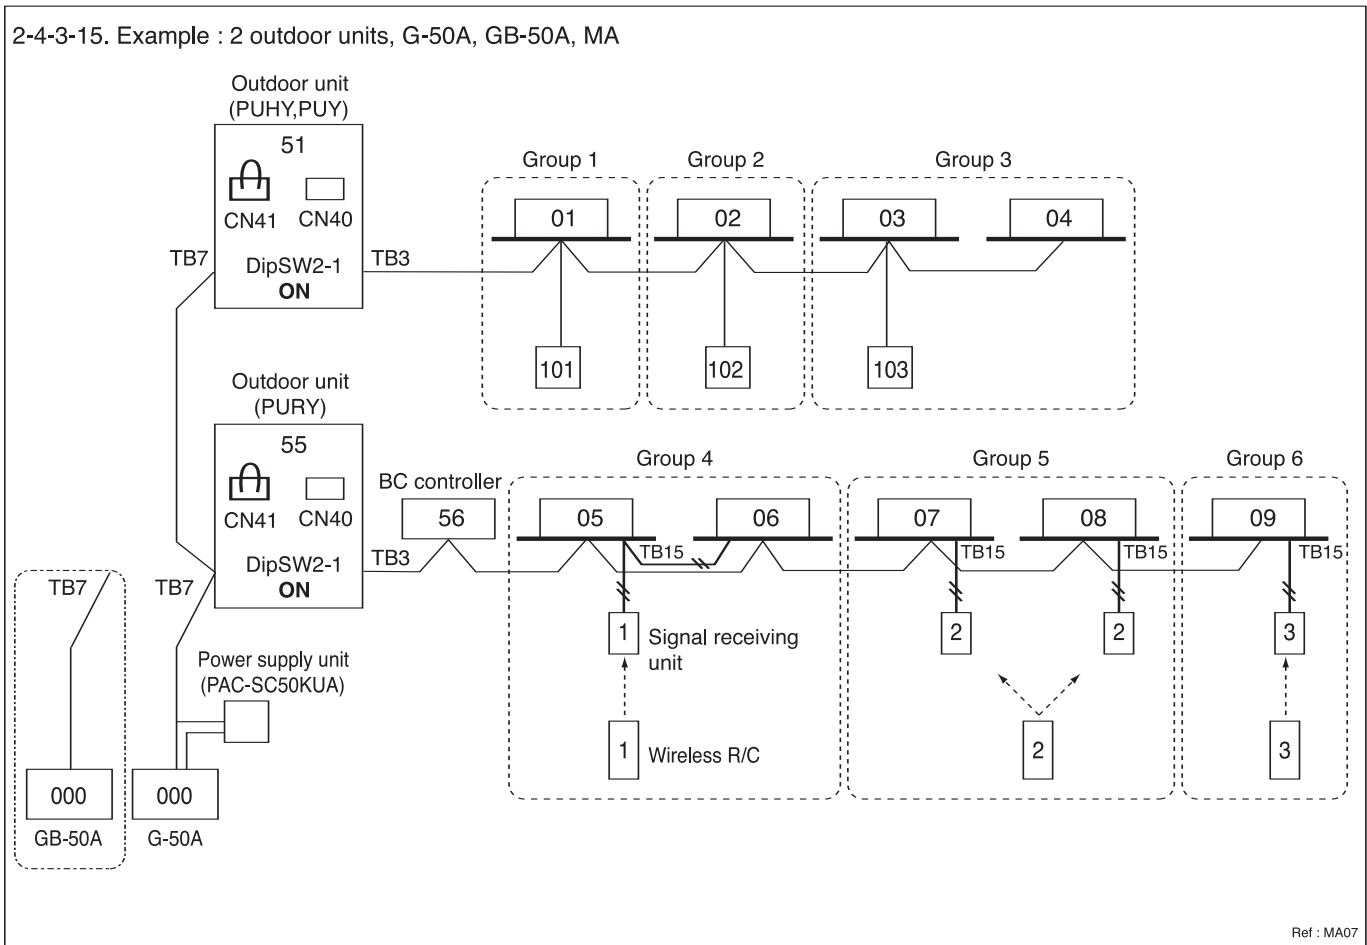 2-4-3-15. Example : 2 outdoor units, G-50A, GB-50A, MA
Outdoor unit
(PUHY,PUY)
51
CN41 CN40
TB7
DipSW2-1
ON
TB3
Group 1
01
101
Group 2
02
102
Group 3
03 04
103
Outdoor unit
(PURY)
55
CN41 CN40
TB7
DipSW2-1
ON
TB3
BC controller
56
Group 4
05 06
TB15
1 Signal receiving
unit
1 Wireless R/C
Group 5
07 08
TB15 TB15
2 2
2
Group 6
09
TB15
3
3
TB7
Power supply unit
(PAC-SC50KUA)
000 000
GB-50A G-50A
Ref : MA07